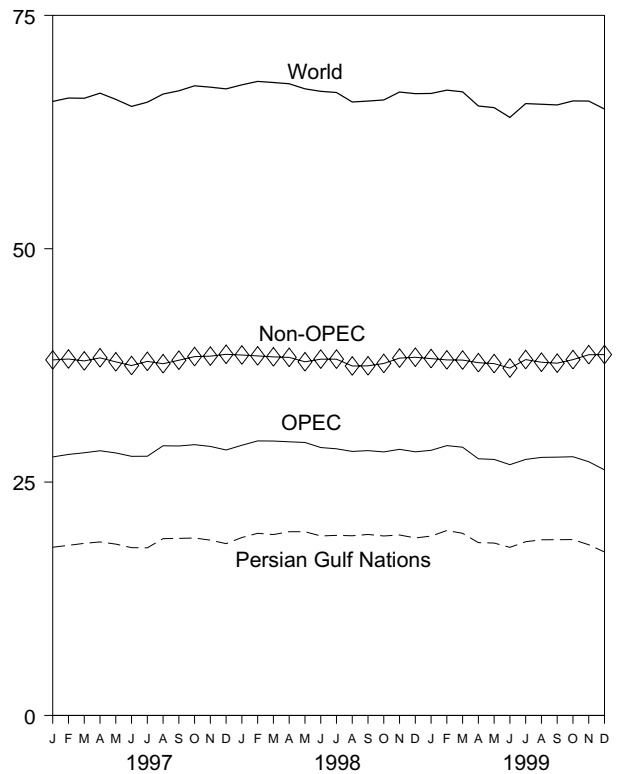 75
World
50
Non-OPEC
OPEC
25
Persian Gulf Nations
0
J F M A M J J A S O N D J F M A M J J A S O N D J F M A M J J A S O N D
1997 1998 1999